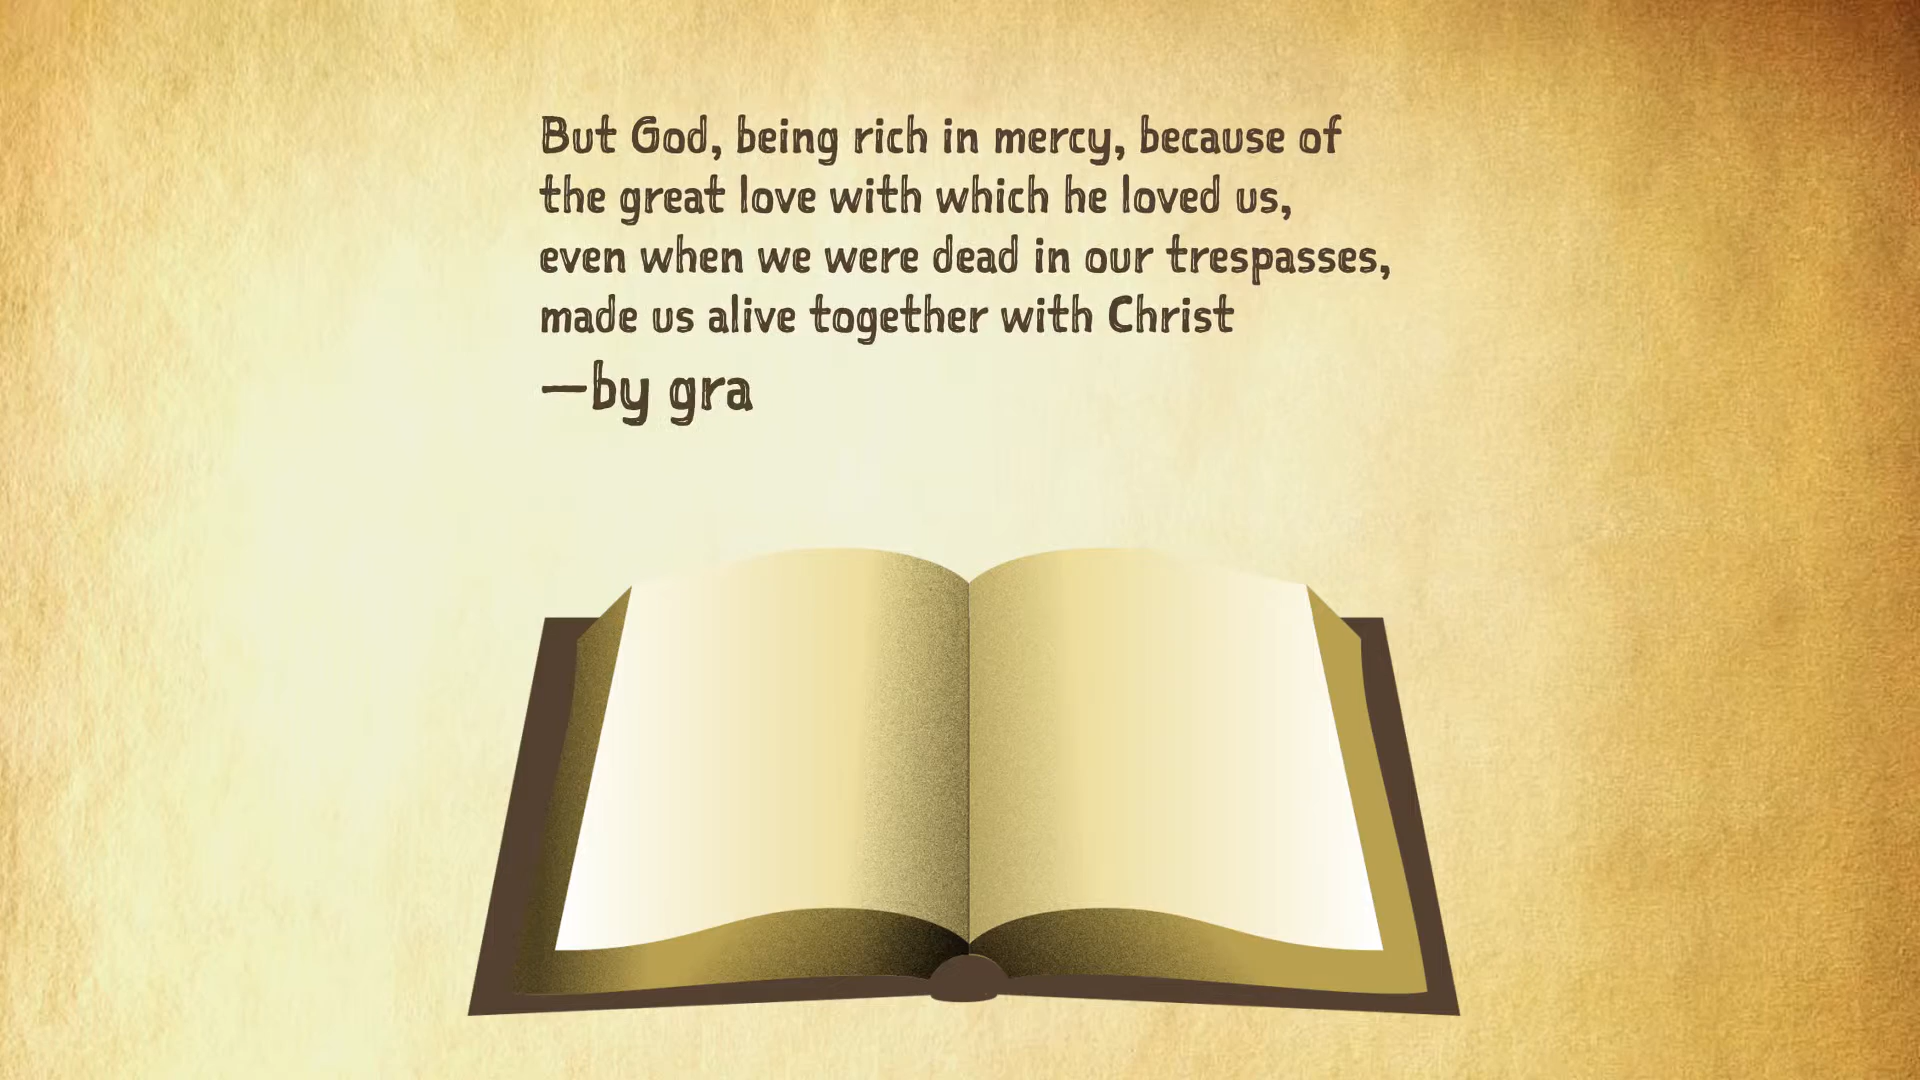 But God, being rich in mercy, because of
the great love with which he loved us,
even when we were dead in our trespasses,
made us alive together with Christ
—by gra